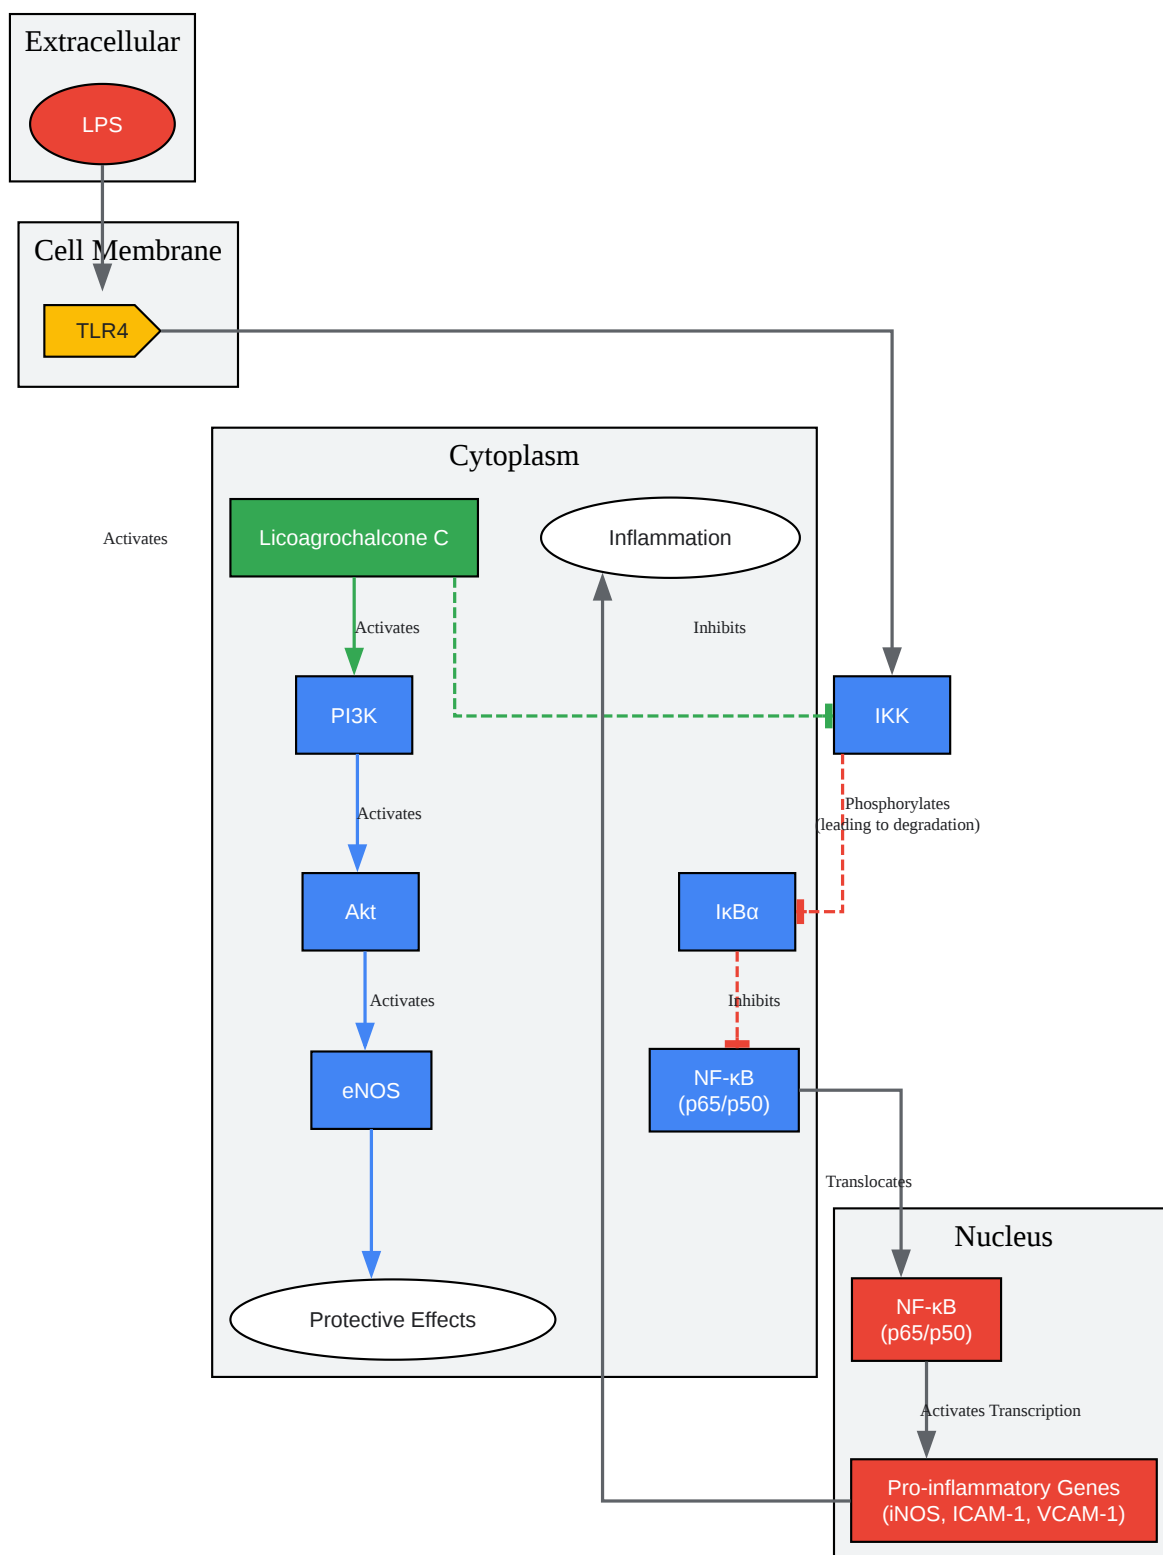 Extracellular
LPS
Cell Membrane
TLR4
Cytoplasm
Activates
Licoagrochalcone C
Inflammation
Activates
Inhibits
PI3K
IKK
Activates
Phosphorylates
(leading to degradation)
Akt
IκBα
Activates
Inhibits
eNOS
NF-κB
(p65/p50)
Translocates
Nucleus
Protective Effects
NF-κB
(p65/p50)
Activates Transcription
Pro-inflammatory Genes
(iNOS, ICAM-1, VCAM-1)